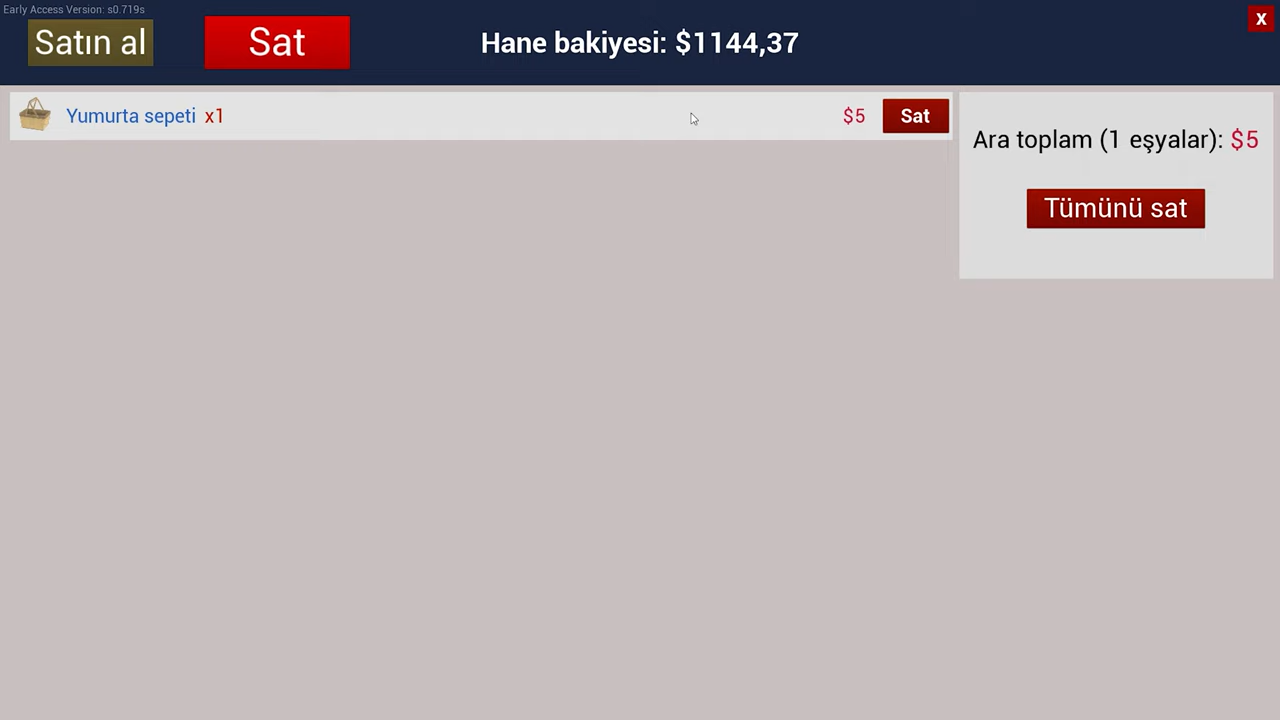 Early Access Version: s0.719s
Satın al
Sat
Hane bakiyesi: $1144,37
X
Yumurta sepeti x1
$5
Sat
Ara toplam (1 eşyalar): $5
Tümünü sat